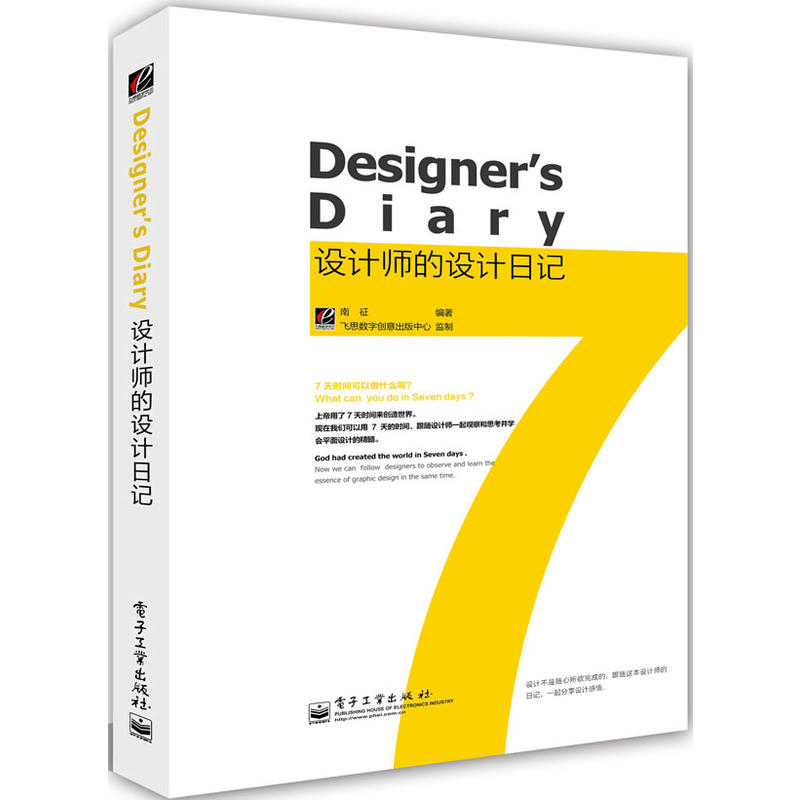 Designer's Diary 设计师的设计日记
電子工業出版社
Designer's
Diary
设计师的设计日记
南 征 编著
飞思数字创意出版中心 监制
7
7 天时间可以做什么呢?
What can you do in Seven days ?
上帝用了 7 天时间来创造世界。
现在我们可以用 7 天的时间、跟随设计师一起观察和思考并学
会平面设计的精髓。
God had created the world in Seven days .
Now we can follow designers to observe and learn the
essence of graphic design in the same time.
设计不是随心所欲完成的、跟随这本设计师的
日记，一起分享设计感悟.
電子工業出版社.
PUBLISHING HOUSE OF ELECTRONICS INDUSTRY
http://www.phei.com.cn